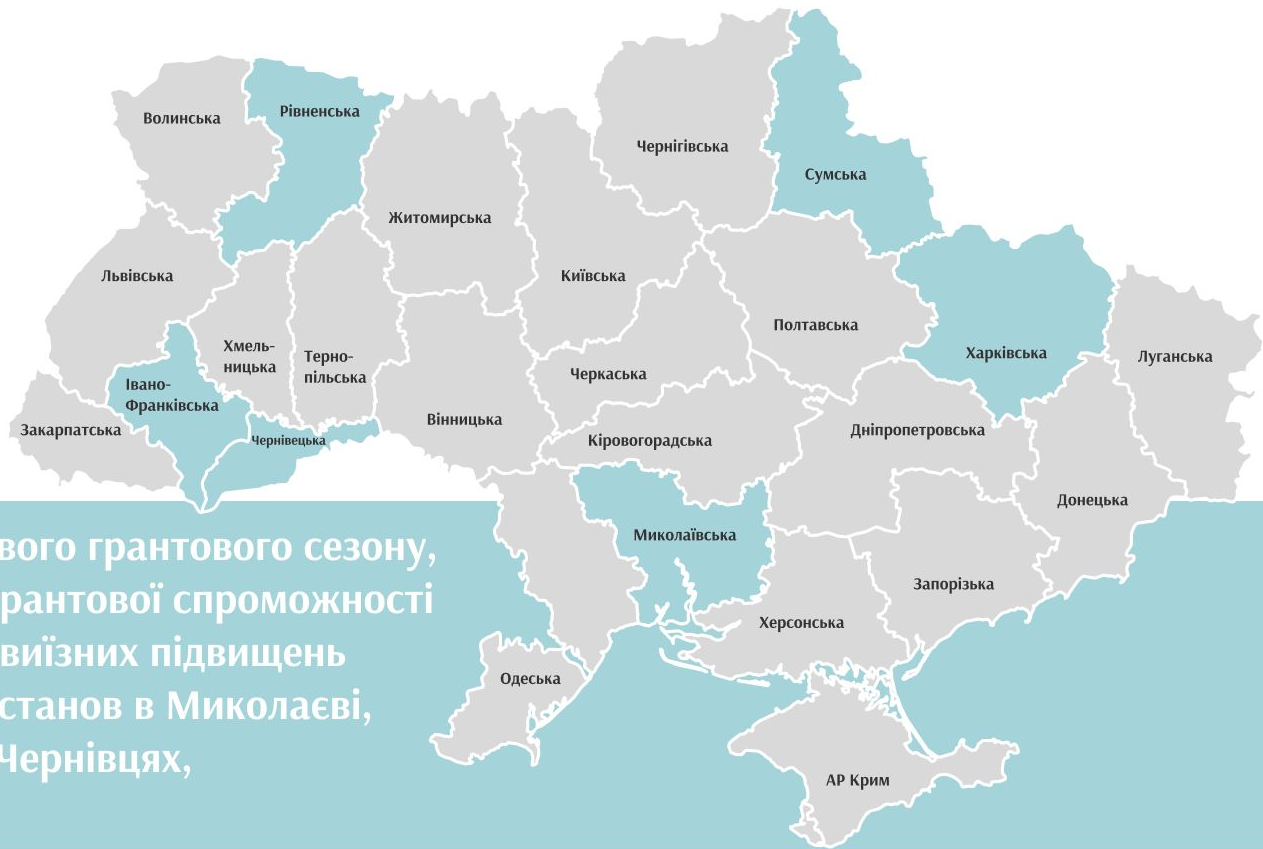 Волинська
Рівненська
Чернігівська
Сумська
Житомирська
Львівська
Київська
Полтавська
Хмель-
ницька
Терно-
пільська
Харківська
Луганська
Черкаська
Івано-
Франківська
Закарпатська
Чернівецька
Вінницька
Кіровогородська
Дніпропетровська
Донецька
Миколаївська
Запорізька
Херсонська
Одеська
АР Крим
вого грантового сезону,
рантової спроможності
виїзних підвищень
станов в Миколаєві,
Чернівцях,